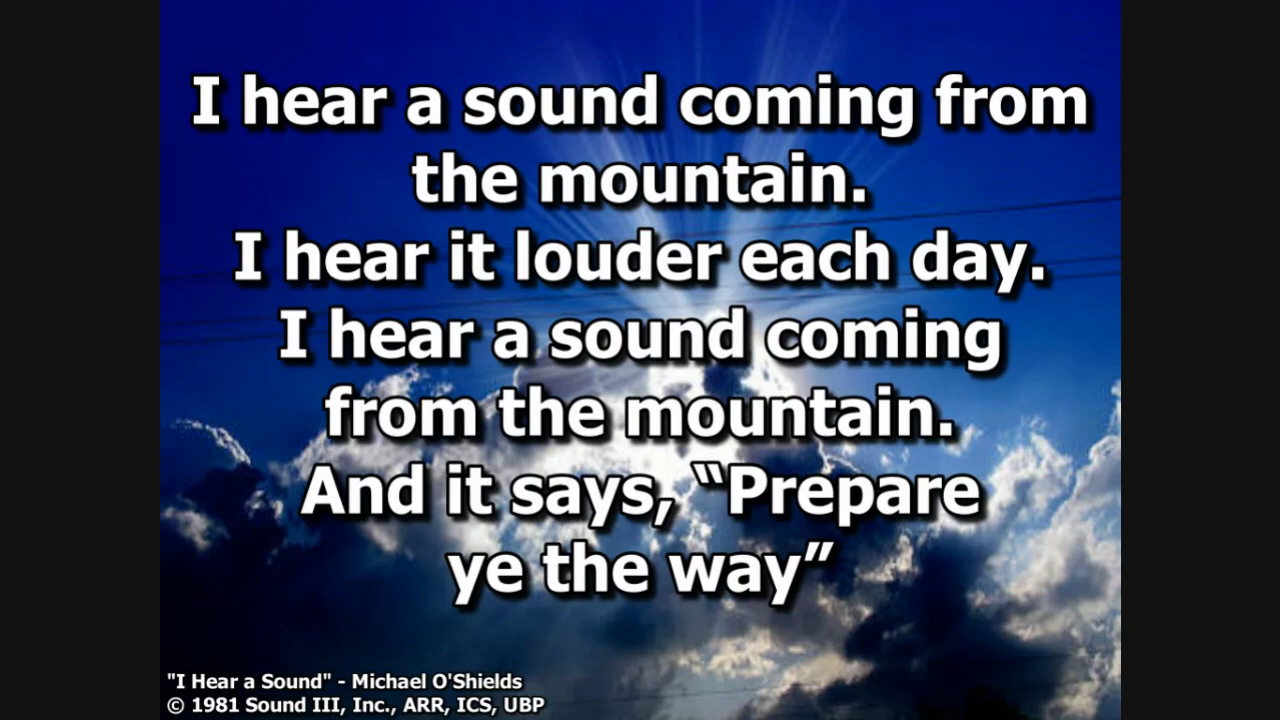 I hear a sound coming from
the mountain.
I hear it louder each day.
I hear a sound coming
from the mountain.
And it says, “Prepare
ye the way”
"I Hear a Sound" - Michael O'Shields
© 1981 Sound III, Inc., ARR, ICS, UBP